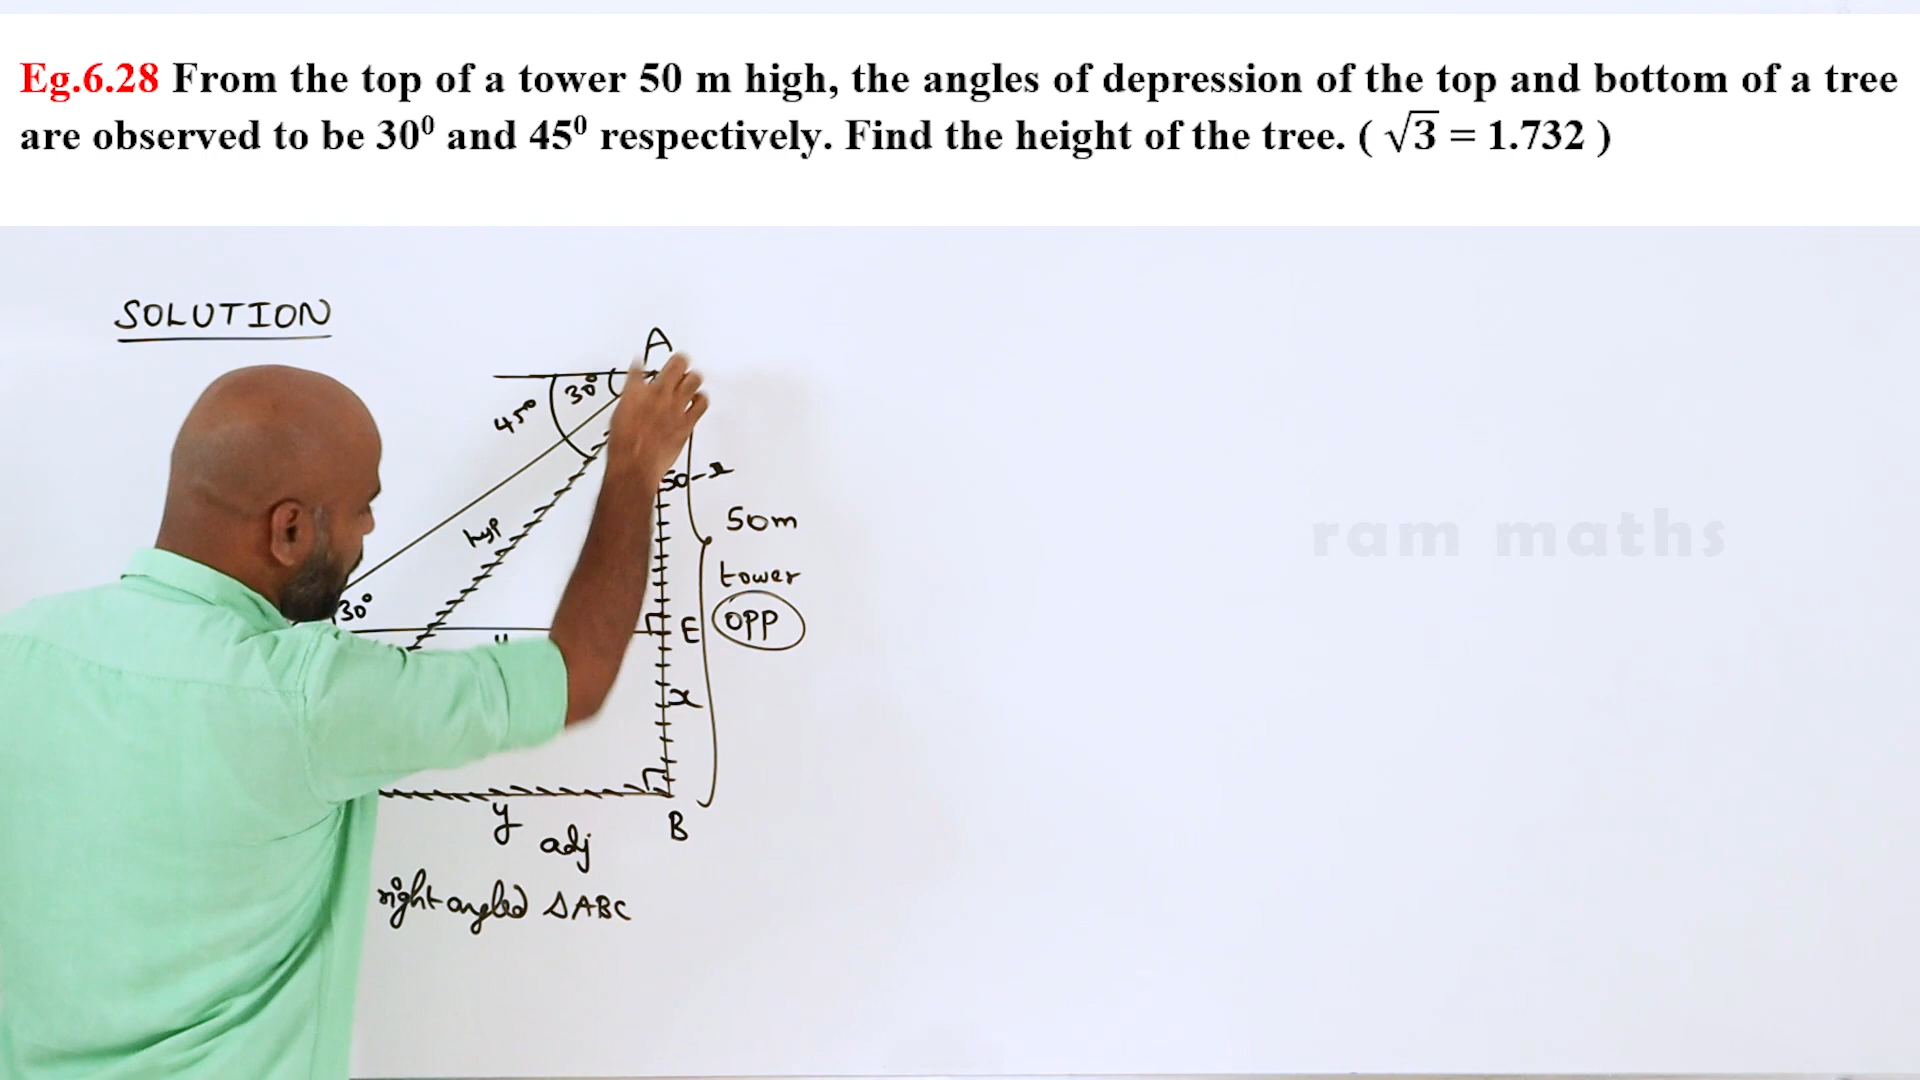 Eg.6.28 From the top of a tower 50 m high, the angles of depression of the top and bottom of a tree
are observed to be 30⁰ and 45⁰ respectively. Find the height of the tree. ( √3 = 1.732 )
SOLUTION
A
30°
45°
50-x
hyp
50m
ram maths
tower
30°
E
opp
y
x
y
adj
B
right angled ΔABC